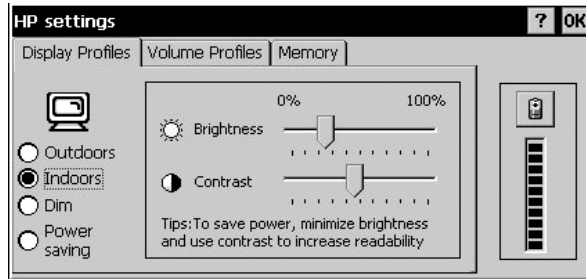 HP settings ? OK
Display Profiles Volume Profiles Memory
0% 100%
Brightness
Contrast
Outdoors
Indoors
Dim
Power
saving
Tips:To save power, minimize brightness
and use contrast to increase readability